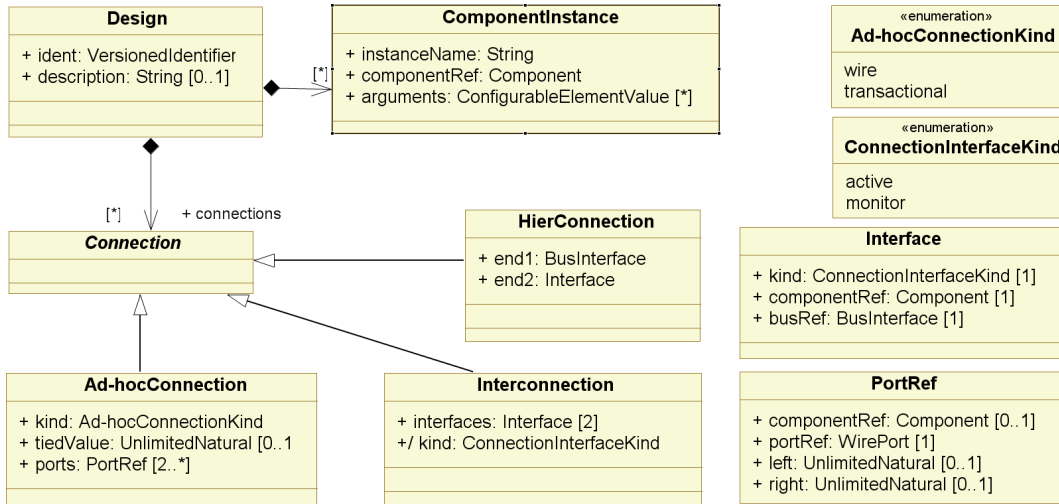 Design
+ ident: VersionedIdentifier
+ description: String [0..1]
ComponentInstance
+ instanceName: String
+ componentRef: Component
+ arguments: ConfigurableElementValue [*]
[*]
«enumeration»
Ad-hocConnectionKind
wire
transactional
«enumeration»
ConnectionInterfaceKind
active
monitor
[*]
+ connections
Connection
HierConnection
+ end1: BusInterface
+ end2: Interface
Interface
+ kind: ConnectionInterfaceKind [1]
+ componentRef: Component [1]
+ busRef: BusInterface [1]
Ad-hocConnection
+ kind: Ad-hocConnectionKind
+ tiedValue: UnlimitedNatural [0..1
+ ports: PortRef [2..*]
Interconnection
+ interfaces: Interface [2]
+/ kind: ConnectionInterfaceKind
PortRef
+ componentRef: Component [0..1]
+ portRef: WirePort [1]
+ left: UnlimitedNatural [0..1]
+ right: UnlimitedNatural [0..1]